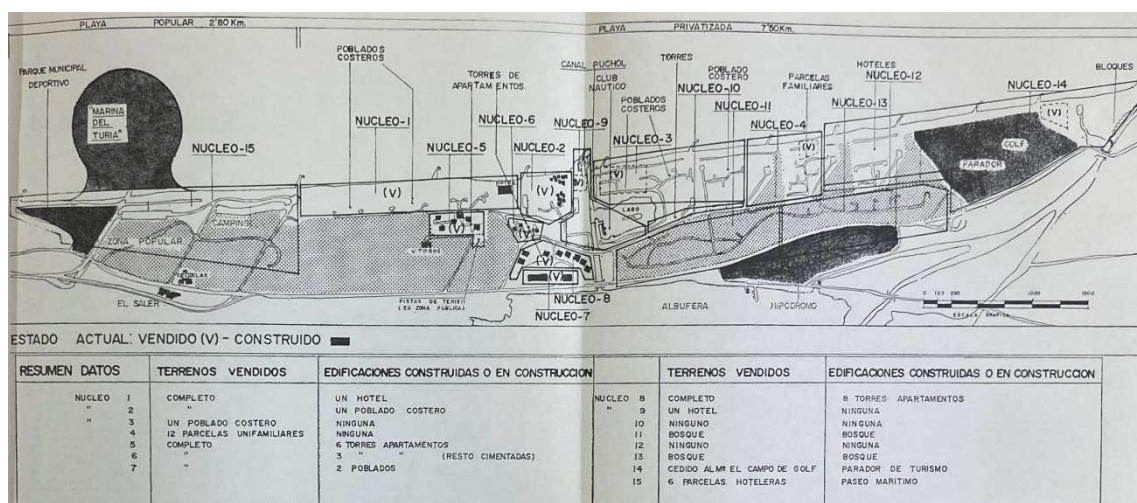 PLAYA POPULAR 2'80 Km. PLAYA PRIVATIZADA 7'50 Km.
PARQUE MUNICIPAL
DEPORTIVO
"MARINA
DEL
TURIA"
NUCLEO-15
POBLADOS
COSTEROS
NUCLEO-1
TORRES DE
APARTAMENTOS
NUCLEO-5
NUCLEO-6
NUCLEO-2
NUCLEO-9
CANAL PUCHOL
CLUB
NAUTICO
TORRES
POBLADOS
COSTEROS
NUCLEO-3
NUCLEO-10
POBLADO
COSTERO
NUCLEO-11
PARCELAS
FAMILIARES
NUCLEO-4
HOTELES
NUCLEO-12
NUCLEO-13
NUCLEO-14
BLOQUES
(V)
(V)
(V)
(V)
(V)
(V)
(V)
(V)
(V)
HOTEL
LAGO
GOLF
PARADOR
ZONA POPULAR
CAMPING
EL SALER
PISTAS DE TENIS
(EN ZONA PUBLICA)
NUCLEO-8
NUCLEO-7
ALBUFERA
HIPODROMO
ESCALA GRAFICA
ESTADO ACTUAL: VENDIDO (V) - CONSTRUIDO
RESUMEN DATOS TERRENOS VENDIDOS EDIFICACIONES CONSTRUIDAS O EN CONSTRUCCION
NUCLEO 1 COMPLETO UN HOTEL
" 2 " UN POBLADO COSTERO
" 3 UN POBLADO COSTERO NINGUNA
4 12 PARCELAS UNIFAMILIARES NINGUNA
5 COMPLETO 6 TORRES APARTAMENTOS
6 " 3 " " (RESTO CIMENTADAS)
7 " 2 POBLADOS
TERRENOS VENDIDOS EDIFICACIONES CONSTRUIDAS O EN CONSTRUCCION
NUCLEO 8 COMPLETO 8 TORRES APARTAMENTOS
" 9 UN HOTEL NINGUNA
10 NINGUNO NINGUNA
11 BOSQUE BOSQUE
12 NINGUNO NINGUNA
13 BOSQUE BOSQUE
14 CEDIDO AL Mº EL CAMPO DE GOLF PARADOR DE TURISMO
15 6 PARCELAS HOTELERAS PASEO MARITIMO